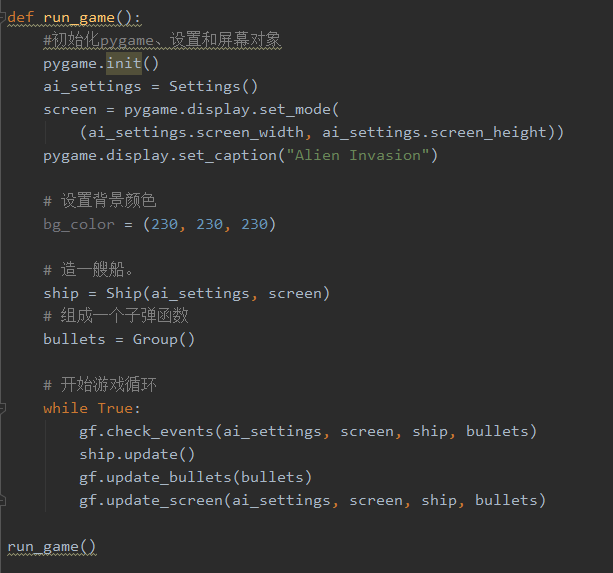 def run_game():
    #初始化pygame、设置和屏幕对象
    pygame.init()
    ai_settings = Settings()
    screen = pygame.display.set_mode(
        (ai_settings.screen_width, ai_settings.screen_height))
    pygame.display.set_caption("Alien Invasion")
    # 设置背景颜色
    bg_color = (230, 230, 230)
    # 造一艘船。
    ship = Ship(ai_settings, screen)
    # 组成一个子弹函数
    bullets = Group()
    # 开始游戏循环
    while True:
        gf.check_events(ai_settings, screen, ship, bullets)
        ship.update()
        gf.update_bullets(bullets)
        gf.update_screen(ai_settings, screen, ship, bullets)
run_game()